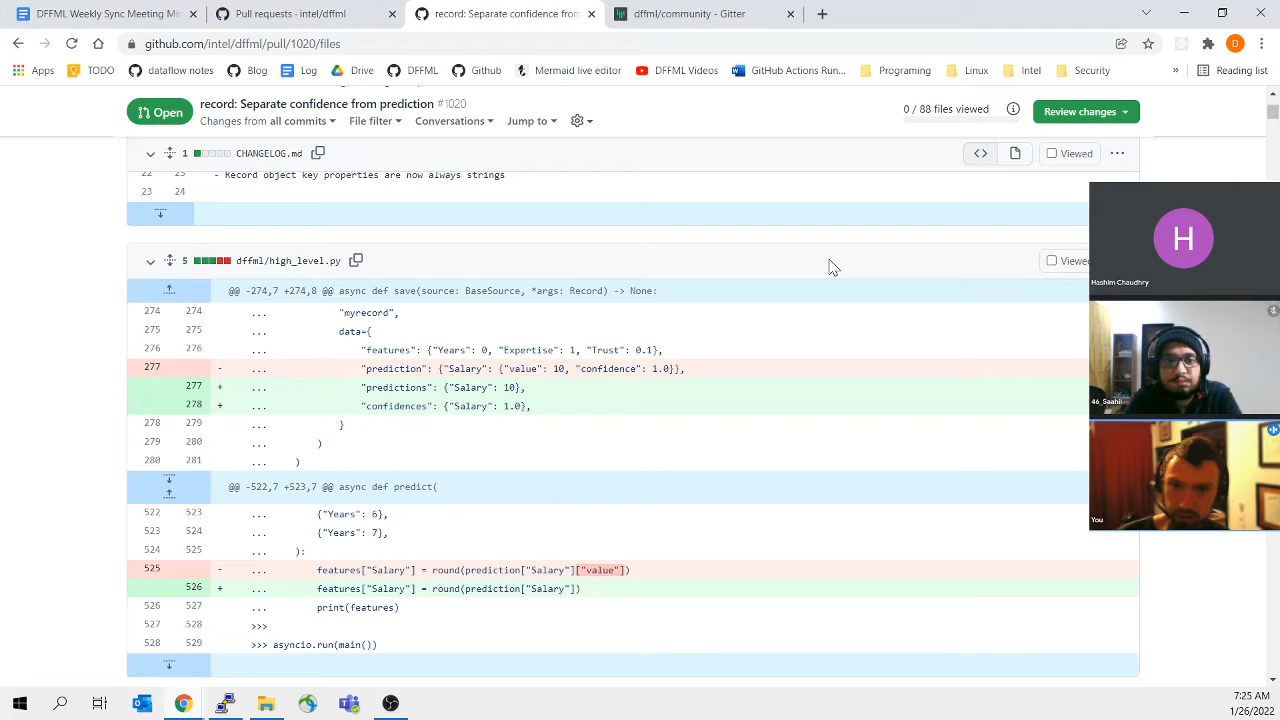 DFFML Weekly Sync Meeting Mi
Pull requests · intel/dffml
record: Separate confidence from
dffml/community - Gitter
github.com/intel/dffml/pull/1020/files
Apps
TODO
dataflow notes
Blog
Log
Drive
DFFML
Github
Mermaid live editor
DFFML Videos
GitHub Actions Run...
Programing
Linux
Intel
Security
»
Reading list
Open
record: Separate confidence from prediction #1020
Changes from all commits
File filter
Conversations
Jump to
0 / 88 files viewed
Review changes
1 CHANGELOG.md
Viewed
22 23 - Record object key properties are now always strings
23 24
5 dffml/high_level.py
Viewed
@@ -274,7 +274,8 @@ async def save(source: BaseSource, *args: Record) -> None:
274 274 ... "myrecord",
275 275 ... data={
276 276 ... "features": {"Years": 0, "Expertise": 1, "Trust": 0.1},
277 - ... "prediction": {"Salary": {"value": 10, "confidence": 1.0}},
277 + ... "predictions": {"Salary": 10},
278 + ... "confidences": {"Salary": 1.0},
278 279 ... }
279 280 ... )
280 281 ... )
@@ -522,7 +523,7 @@ async def predict(
522 523 ... {"Years": 6},
523 524 ... {"Years": 7},
524 525 ... ):
525 - ... features["Salary"] = round(prediction["Salary"]["value"])
526 + ... features["Salary"] = round(prediction["Salary"])
526 527 ... print(features)
527 528 >>>
528 529 >>> asyncio.run(main())
H
Hashim Chaudhry
46_Saahil
You
7:25 AM
1/26/2022